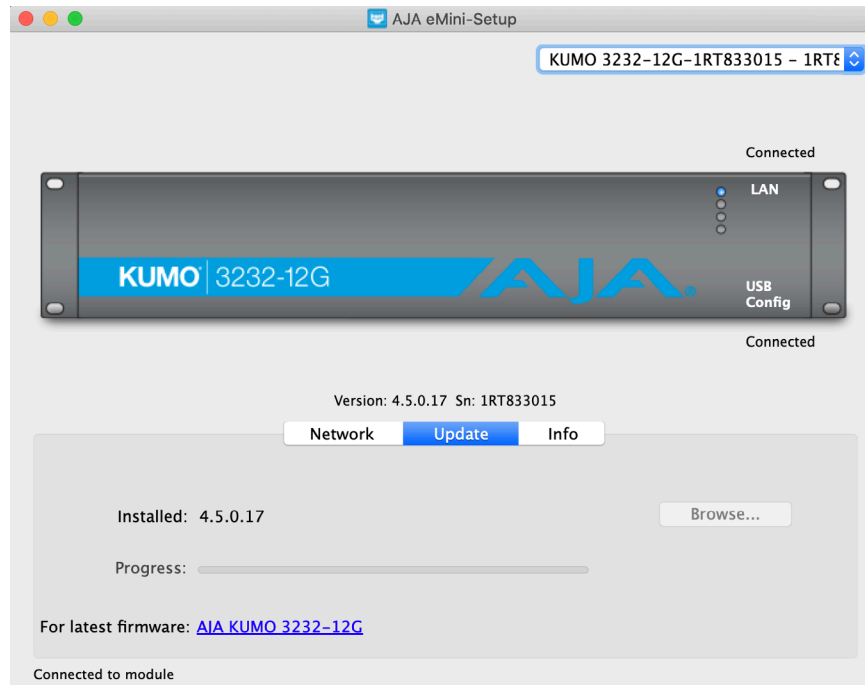 AJA eMini-Setup
KUMO 3232-12G-1RT833015 - 1RT8
Connected
LAN
KUMO 3232-12G
AJA
USB
Config
Connected
Version: 4.5.0.17 Sn: 1RT833015
Network Update Info
Installed: 4.5.0.17 Browse...
Progress:
For latest firmware: AJA KUMO 3232-12G
Connected to module